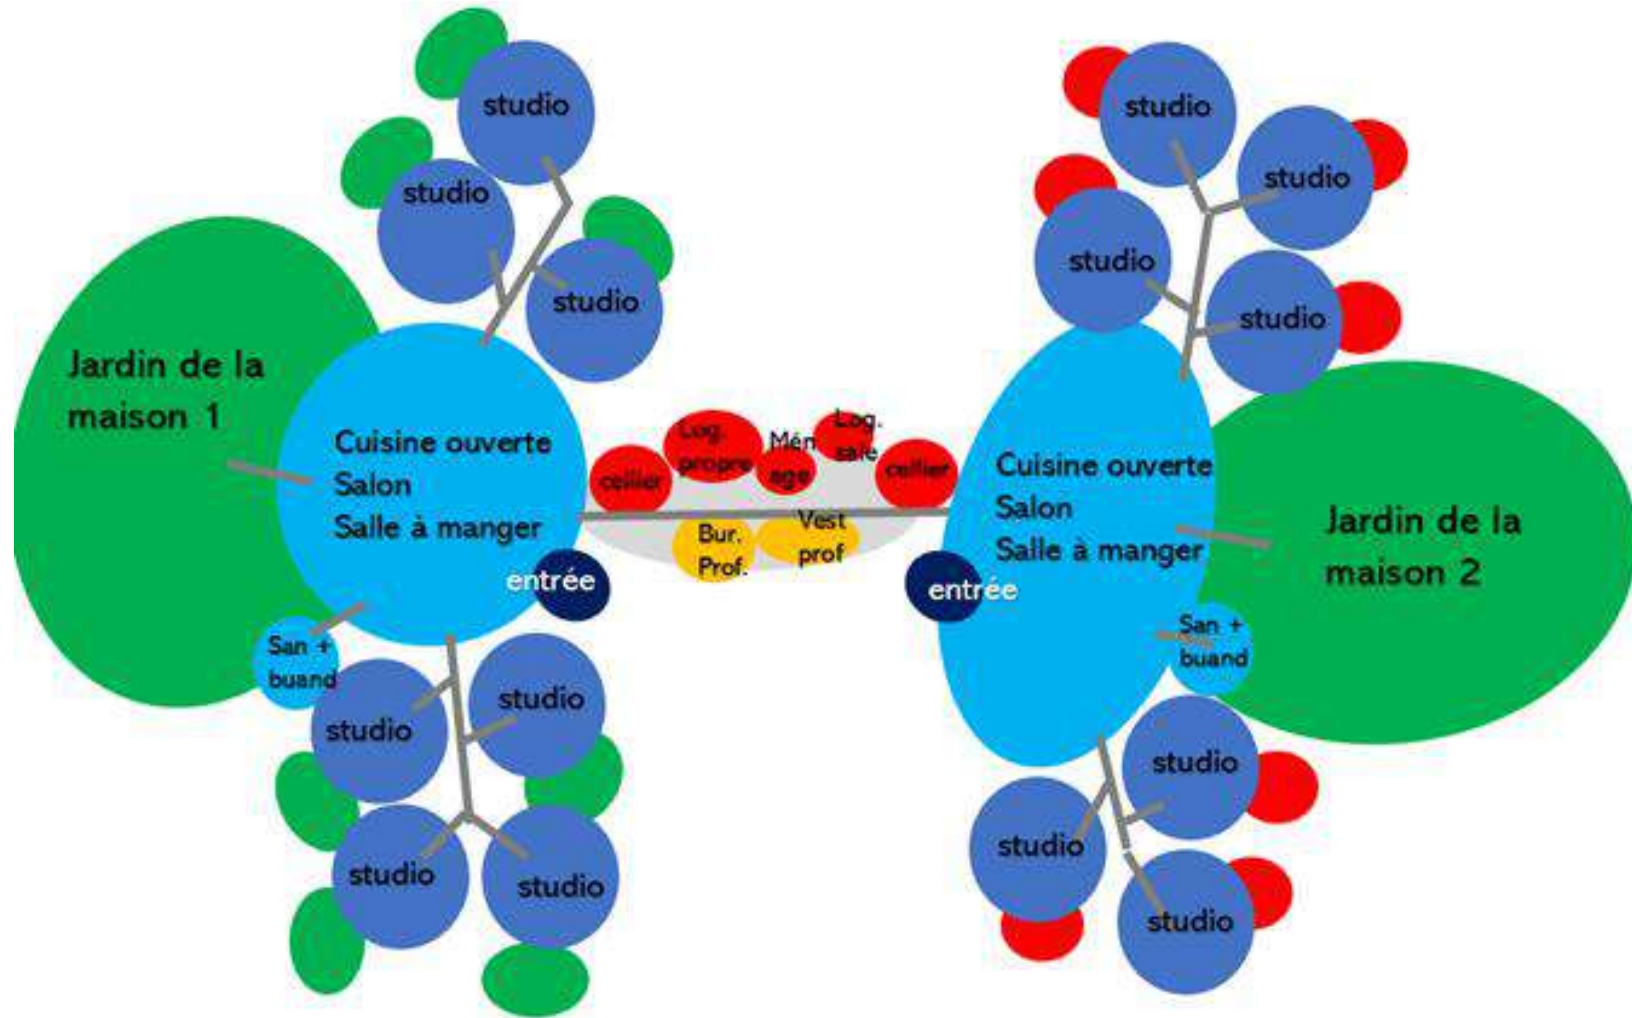 studio
studio
studio
Jardin de la
maison 1
Cuisine ouverte
Salon
Salle à manger
entrée
San +
buand
studio
studio
studio
studio
cellier
Log.
propre
Mén
age
Log.
sale
cellier
Bur.
Prof.
Vest
prof
studio
studio
studio
studio
Cuisine ouverte
Salon
Salle à manger
entrée
Jardin de la
maison 2
San +
buand
studio
studio
studio